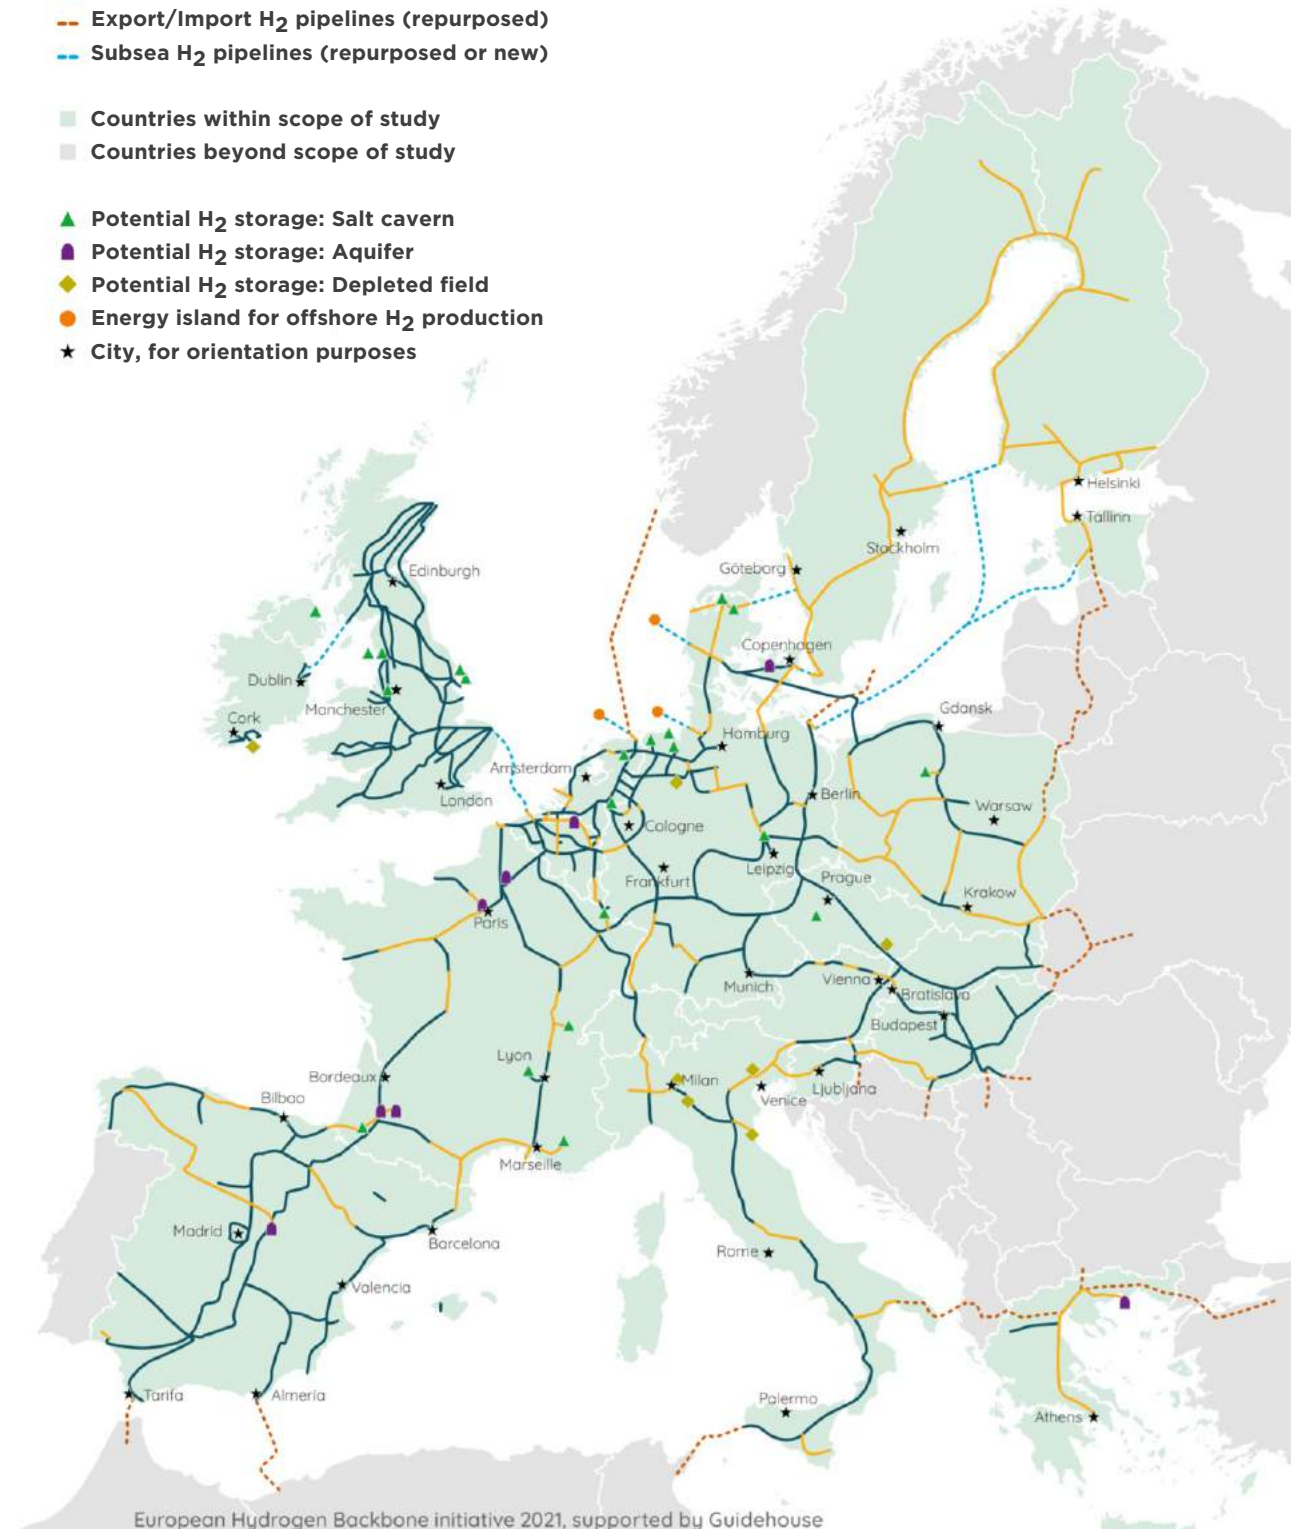 Export/Import H2 pipelines (repurposed)
Subsea H2 pipelines (repurposed or new)
Countries within scope of study
Countries beyond scope of study
Potential H2 storage: Salt cavern
Potential H2 storage: Aquifer
Potential H2 storage: Depleted field
Energy island for offshore H2 production
City, for orientation purposes
Helsinki
Tallinn
Stockholm
Göteborg
Edinburgh
Copenhagen
Dublin
Manchester
Cork
Gdansk
Hamburg
Amsterdam
Berlin
London
Warsaw
Cologne
Leipzig
Frankfurt
Prague
Krakow
Paris
Munich
Vienna
Bratislava
Budapest
Lyon
Bordeaux
Milan
Ljubljana
Bilbao
Venice
Marseille
Madrid
Barcelona
Rome
Valencia
Tarifa
Almería
Palermo
Athens
European Hydrogen Backbone initiative 2021, supported by Guidehouse